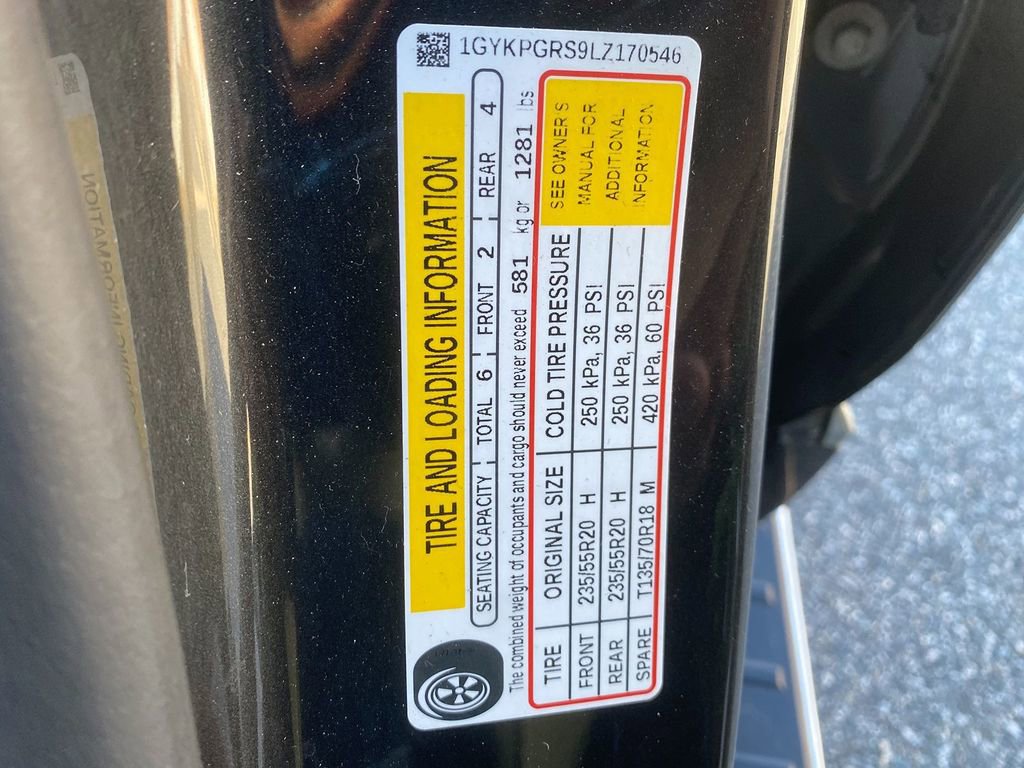 1GYKPGRS9LZ170546
TIRE AND LOADING INFORMATION
SEATING CAPACITY TOTAL 6 FRONT 2 REAR 4
The combined weight of occupants and cargo should never exceed 581 kg or 1281 lbs
TIRE ORIGINAL SIZE COLD TIRE PRESSURE
FRONT 235/55R20 H 250 kPa, 36 PSI
REAR 235/55R20 H 250 kPa, 36 PSI
SPARE T135/70R18 M 420 kPa, 60 PSI
SEE OWNER'S
MANUAL FOR
ADDITIONAL
INFORMATION